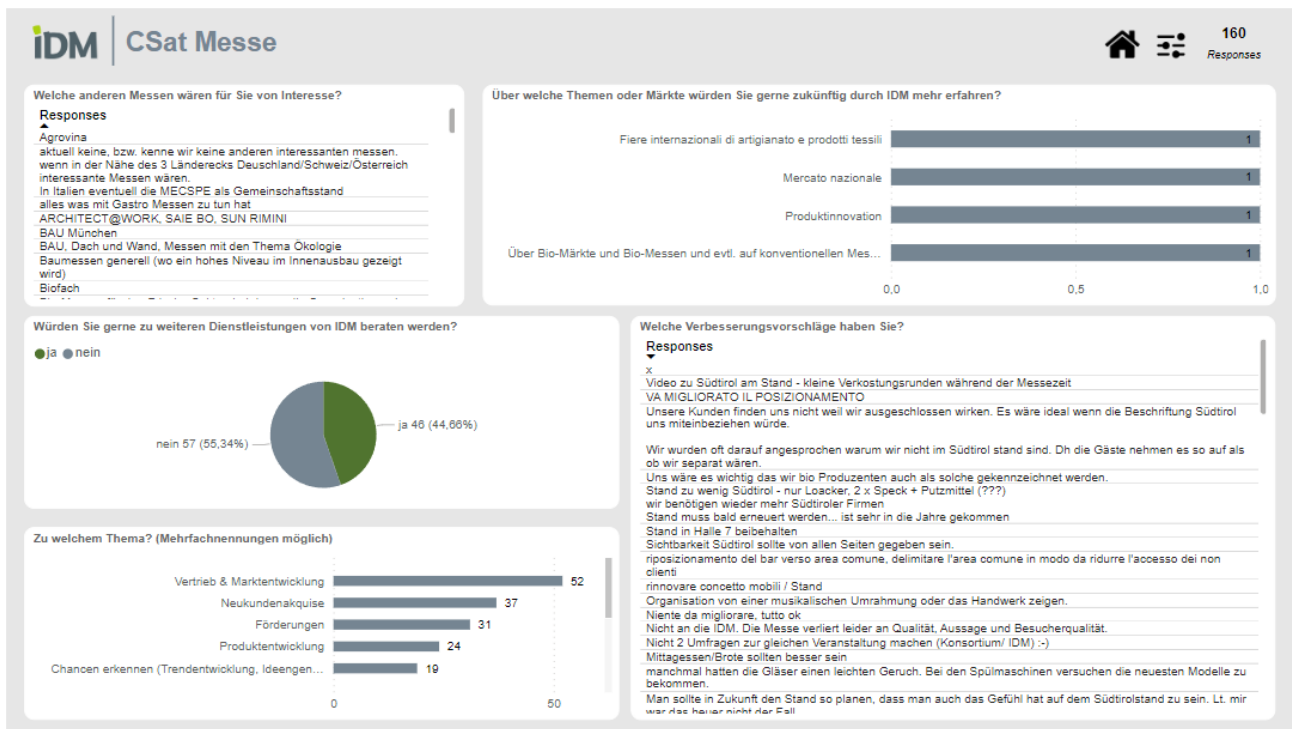 iDM
CSat Messe
160
Responses
Welche anderen Messen wären für Sie von Interesse?
Responses
Agrovina
aktuell keine, bzw. kenne wir keine anderen interessanten messen.
wenn in der Nähe des 3 Länderecks Deuschland/Schweiz/Österreich
interessante Messen wären.
In Italien eventuell die MECSPE als Gemeinschaftsstand
alles was mit Gastro Messen zu tun hat
ARCHITECT@WORK, SAIE BO, SUN RIMINI
BAU München
BAU, Dach und Wand, Messen mit den Thema Ökologie
Baumessen generell (wo ein hohes Niveau im Innenausbau gezeigt
wird)
Biofach
Über welche Themen oder Märkte würden Sie gerne zukünftig durch IDM mehr erfahren?
Fiere internazionali di artigianato e prodotti tessili
1
Mercato nazionale
1
Produktinnovation
1
Über Bio-Märkte und Bio-Messen und evtl. auf konventionellen Mes...
1
0,0
0,5
1,0
Würden Sie gerne zu weiteren Dienstleistungen von IDM beraten werden?
ja nein
ja 46 (44,66%)
nein 57 (55,34%)
Zu welchem Thema? (Mehrfachnennungen möglich)
Vertrieb & Marktentwicklung 52
Neukundenakquise 37
Förderungen 31
Produktentwicklung 24
Chancen erkennen (Trendentwicklung, Ideengen... 19
0
50
Welche Verbesserungsvorschläge haben Sie?
Responses
x
Video zu Südtirol am Stand - kleine Verkostungsrunden während der Messezeit
VA MIGLIORATO IL POSIZIONAMENTO
Unsere Kunden finden uns nicht weil wir ausgeschlossen wirken. Es wäre ideal wenn die Beschriftung Südtirol
uns miteinbeziehen würde.
Wir wurden oft darauf angesprochen warum wir nicht im Südtirol stand sind. Dh die Gäste nehmen es so auf als
ob wir separat wären.
Uns wäre es wichtig das wir bio Produzenten auch als solche gekennzeichnet werden.
Stand zu wenig Südtirol - nur Loacker, 2 x Speck + Putzmittel (???)
wir benötigen wieder mehr Südtiroler Firmen
Stand muss bald erneuert werden... ist sehr in die Jahre gekommen
Stand in Halle 7 beibehalten
Sichtbarkeit Südtirol sollte von allen Seiten gegeben sein.
riposizionamento del bar verso area comune, delimitare l'area comune in modo da ridurre l'accesso dei non
clienti
rinnovare concetto mobili / Stand
Organisation von einer musikalischen Umrahmung oder das Handwerk zeigen.
Niente da migliorare, tutto ok
Nicht an die IDM. Die Messe verliert leider an Qualität, Aussage und Besucherqualität.
Nicht 2 Umfragen zur gleichen Veranstaltung machen (Konsortium/ IDM) :-)
Mittagessen/Brote sollten besser sein
manchmal hatten die Gläser einen leichten Geruch. Bei den Spülmaschinen versuchen die neuesten Modelle zu
bekommen.
Man sollte in Zukunft den Stand so planen, dass man auch das Gefühl hat auf dem Südtirolstand zu sein. Lt. mir
war das heuer nicht der Fall